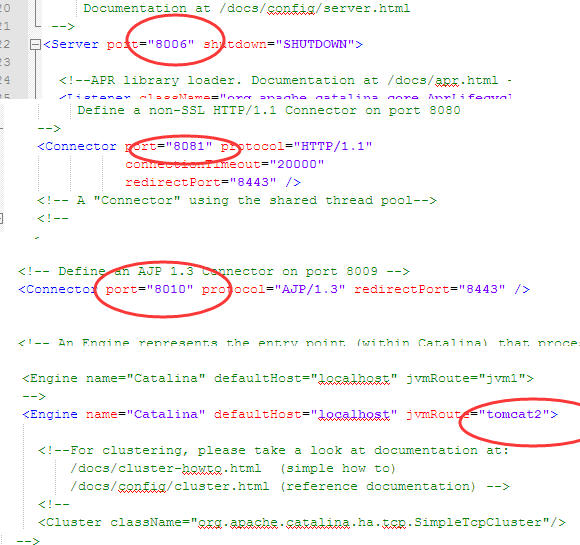 20 Documentation at /docs/config/server.html
21 -->
22 <Server port="8006" shutdown="SHUTDOWN">
23
24 <!--APR library loader. Documentation at /docs/apr.html -
25 <Listener className="org.apache.catalina.core.AprLifecycl
Define a non-SSL HTTP/1.1 Connector on port 8080
-->
<Connector port="8081" protocol="HTTP/1.1"
connectionTimeout="20000"
redirectPort="8443" />
<!-- A "Connector" using the shared thread pool-->
<!--
<!-- Define an AJP 1.3 Connector on port 8009 -->
<Connector port="8010" protocol="AJP/1.3" redirectPort="8443" />
<!-- An Engine represents the entry point (within Catalina) that proce
<Engine name="Catalina" defaultHost="localhost" jvmRoute="jvm1">
-->
<Engine name="Catalina" defaultHost="localhost" jvmRoute="tomcat2">
<!--For clustering, please take a look at documentation at:
/docs/cluster-howto.html (simple how to)
/docs/config/cluster.html (reference documentation) -->
<!--
<Cluster className="org.apache.catalina.ha.tcp.SimpleTcpCluster"/>
-->